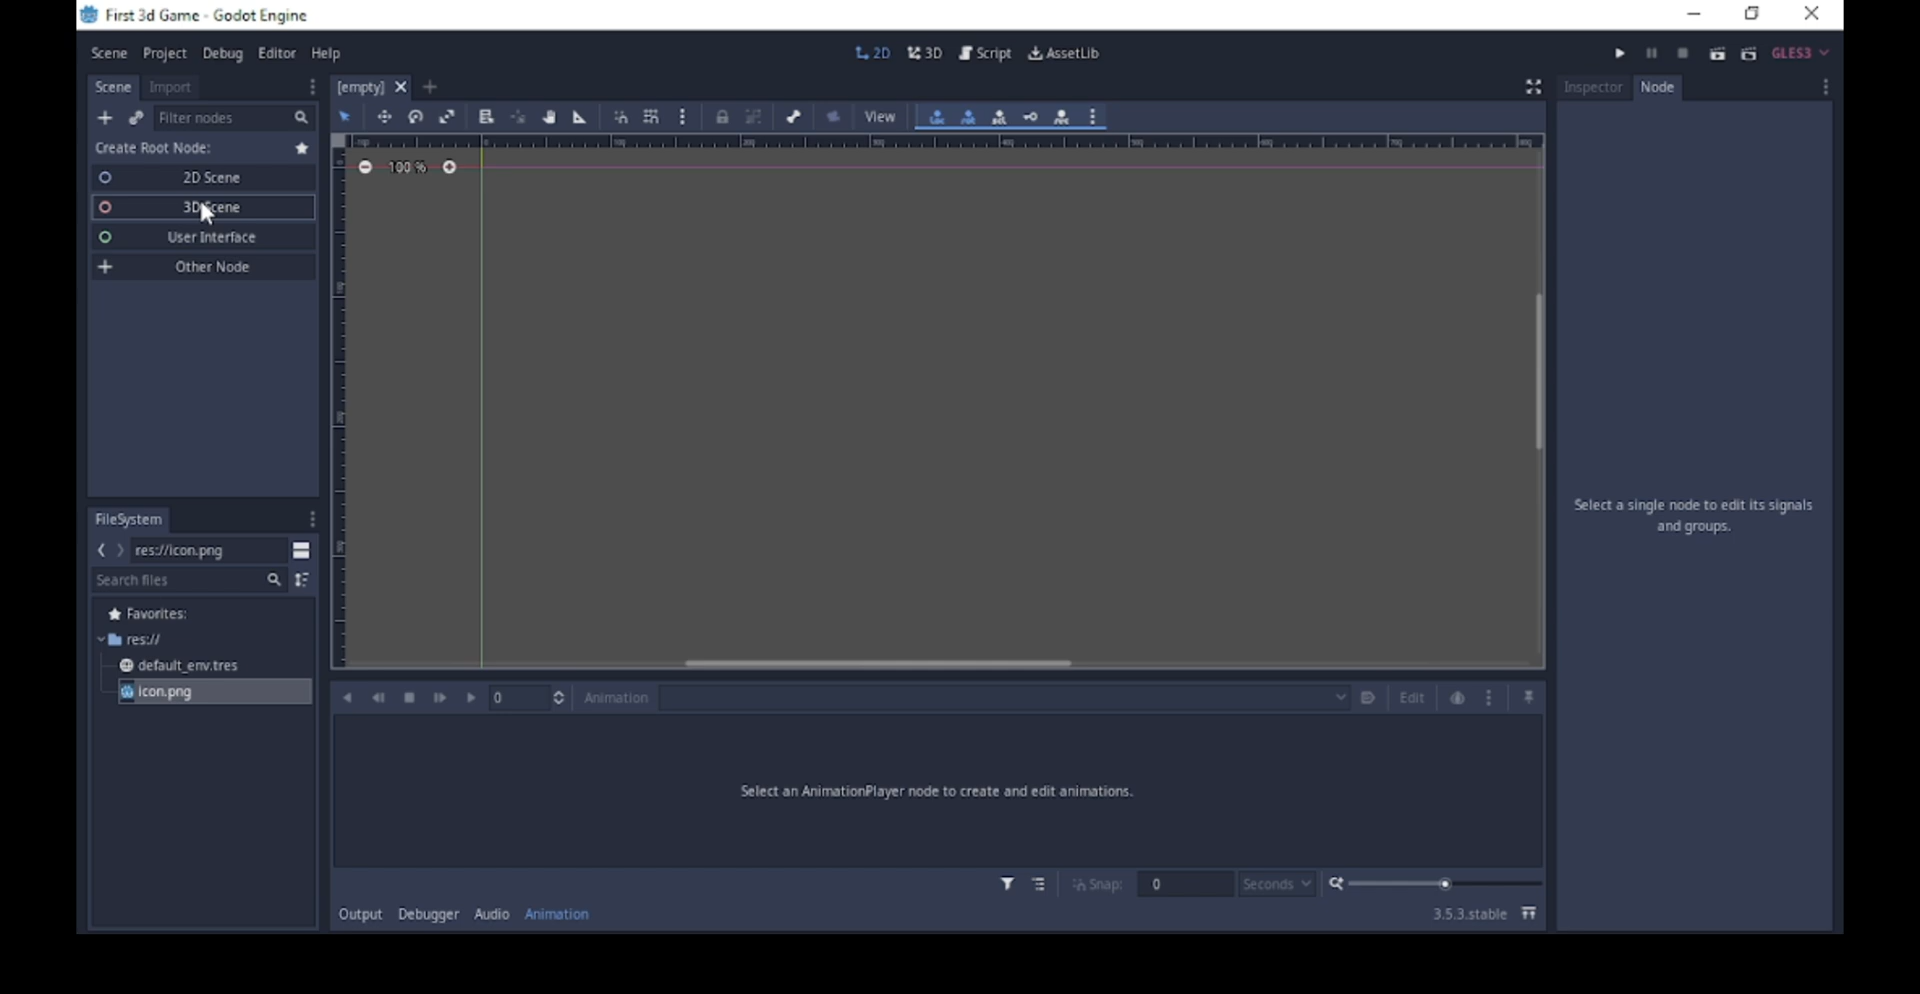 First 3d Game - Godot Engine
Scene Project Debug Editor Help
2D 3D Script AssetLib
GLES3
Scene Import
[empty]
Inspector Node
Filter nodes
View
Create Root Node:
100 %
2D Scene
3D Scene
User Interface
Other Node
Select a single node to edit its signals
and groups.
FileSystem
res://icon.png
Search files
Favorites:
res://
default_env.tres
icon.png
0 Animation Edit
Select an AnimationPlayer node to create and edit animations.
Snap: 0 Seconds
Output Debugger Audio Animation
3.5.3.stable